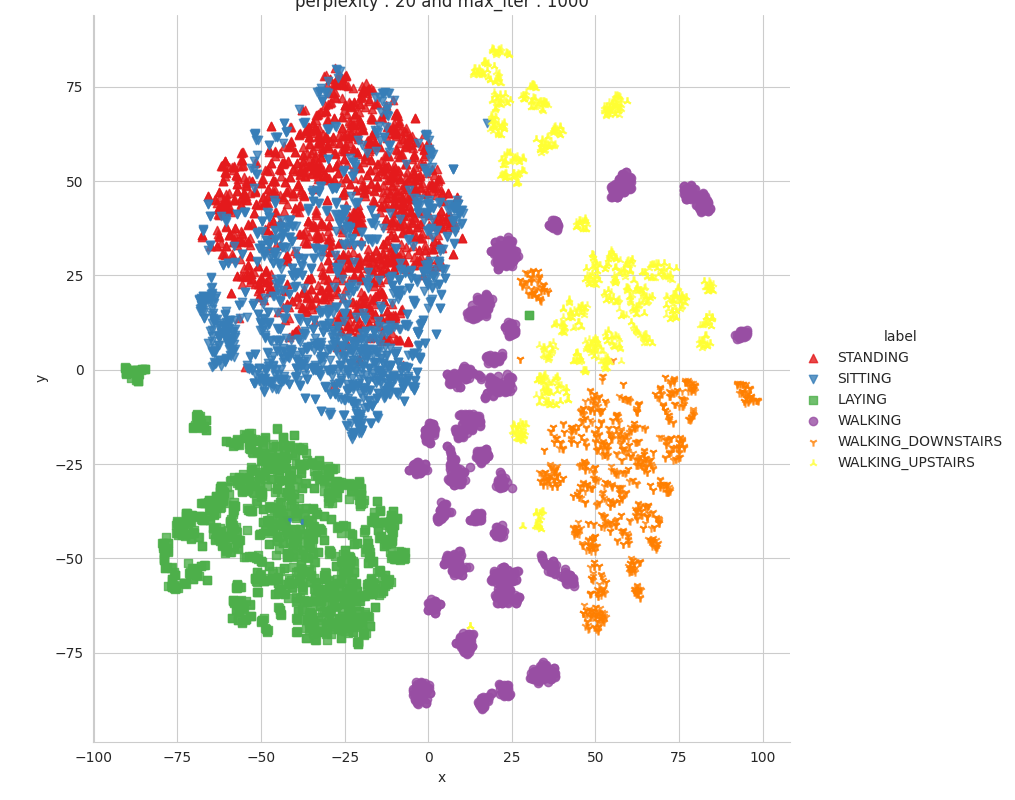 perplexity : 20 and max_iter : 1000
75
50
25
0
−25
−50
−75
y
−100
−75
−50
−25
0
25
50
75
100
x
label
STANDING
SITTING
LAYING
WALKING
WALKING_DOWNSTAIRS
WALKING_UPSTAIRS